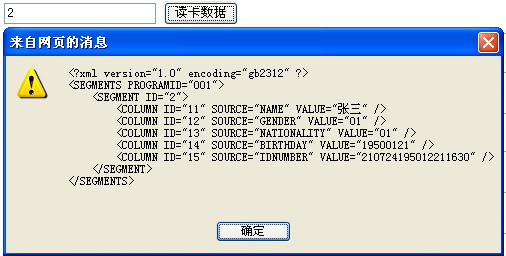 2 读卡数据
来自网页的消息
<?xml version="1.0" encoding="gb2312" ?>
<SEGMENTS PROGRAMID="001">
<SEGMENT ID="2">
<COLUMN ID="11" SOURCE="NAME" VALUE="张三" />
<COLUMN ID="12" SOURCE="GENDER" VALUE="01" />
<COLUMN ID="13" SOURCE="NATIONALITY" VALUE="01" />
<COLUMN ID="14" SOURCE="BIRTHDAY" VALUE="19500121" />
<COLUMN ID="15" SOURCE="IDNUMBER" VALUE="210724195012211630" />
</SEGMENT>
</SEGMENTS>
确定